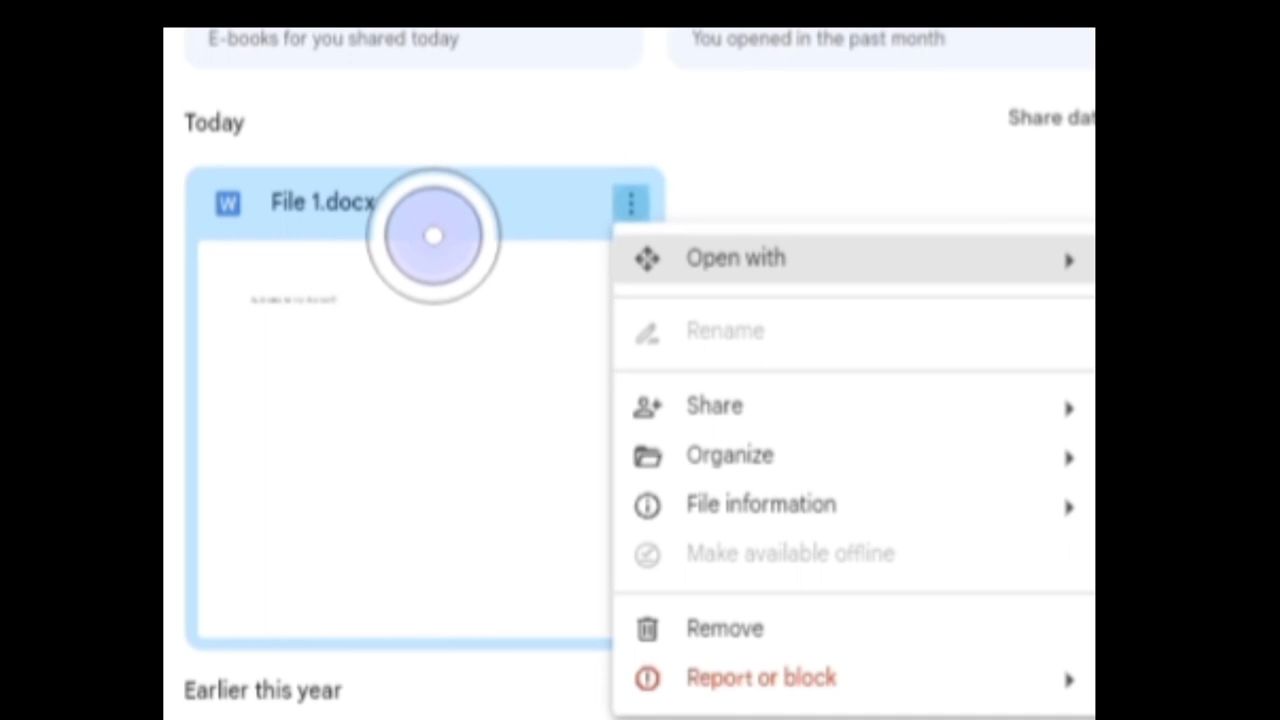 E-books for you shared today
You opened in the past month
Today
Share dat
W File 1.docx
Open with
Rename
Share
Organize
File information
Make available offline
Remove
Report or block
Earlier this year